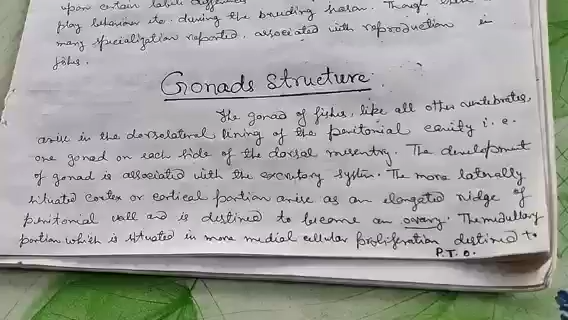 upon certain
play behaviour etc. during the breeding season. Though
many specialization reported, associated with reproduction in
fishes.
Gonads structure
The gonad of fishes, like all other vertebrates,
arise in the dorsolateral lining of the peritonial cavity i.e.
one gonad on each side of the dorsal mesentry. The development
of gonad is associated with the excretory system. The more laterally
situated cortex or cortical portion arise as an elongated ridge of
peritonial wall and is destined to become an ovary. The medullary
portion which is situated in more medial cellular proliferation destined to
P.T.O.